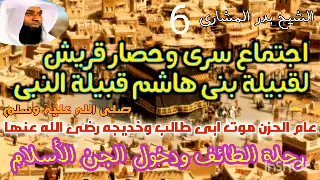 الشيخ بدر المشاري
6
اجتماع سرى وحصار قريش
لقبيلة بنى هاشم قبيلة النبى
صلي الله عليه وسلم
عام الحزن موت ابى طالب وخديجه رضى الله عنها
رحلة الطائف ودخول الجن الأسلام